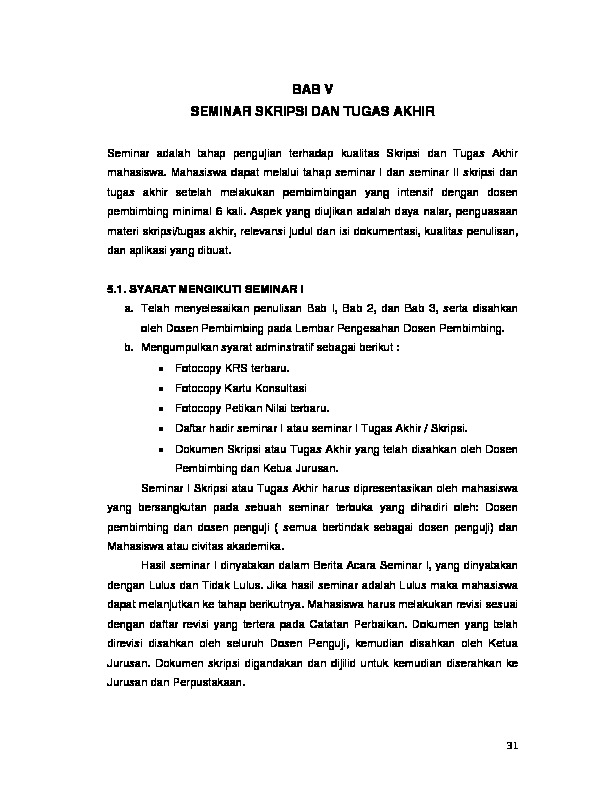 BAB V
SEMINAR SKRIPSI DAN TUGAS AKHIR
Seminar adalah tahap pengujian terhadap kualitas Skripsi dan Tugas Akhir
mahasiswa. Mahasiswa dapat melalui tahap seminar I dan seminar II skripsi dan
tugas akhir setelah melakukan pembimbingan yang intensif dengan dosen
pembimbing minimal 6 kali. Aspek yang diujikan adalah daya nalar, penguasaan
materi skripsi/tugas akhir, relevansi judul dan isi dokumentasi, kualitas penulisan,
dan aplikasi yang dibuat.
5.1. SYARAT MENGIKUTI SEMINAR I
a. Telah menyelesaikan penulisan Bab I, Bab 2, dan Bab 3, serta disahkan
oleh Dosen Pembimbing pada Lembar Pengesahan Dosen Pembimbing.
b. Mengumpulkan syarat adminstratif sebagai berikut :
• Fotocopy KRS terbaru.
• Fotocopy Kartu Konsultasi
• Fotocopy Petikan Nilai terbaru.
• Daftar hadir seminar I atau seminar I Tugas Akhir / Skripsi.
• Dokumen Skripsi atau Tugas Akhir yang telah disahkan oleh Dosen
Pembimbing dan Ketua Jurusan.
Seminar I Skripsi atau Tugas Akhir harus dipresentasikan oleh mahasiswa
yang bersangkutan pada sebuah seminar terbuka yang dihadiri oleh: Dosen
pembimbing dan dosen penguji ( semua bertindak sebagai dosen penguji) dan
Mahasiswa atau civitas akademika.
Hasil seminar I dinyatakan dalam Berita Acara Seminar I, yang dinyatakan
dengan Lulus dan Tidak Lulus. Jika hasil seminar adalah Lulus maka mahasiswa
dapat melanjutkan ke tahap berikutnya. Mahasiswa harus melakukan revisi sesuai
dengan daftar revisi yang tertera pada Catatan Perbaikan. Dokumen yang telah
direvisi disahkan oleh seluruh Dosen Penguji, kemudian disahkan oleh Ketua
Jurusan. Dokumen skripsi digandakan dan dijilid untuk kemudian diserahkan ke
Jurusan dan Perpustakaan.
31